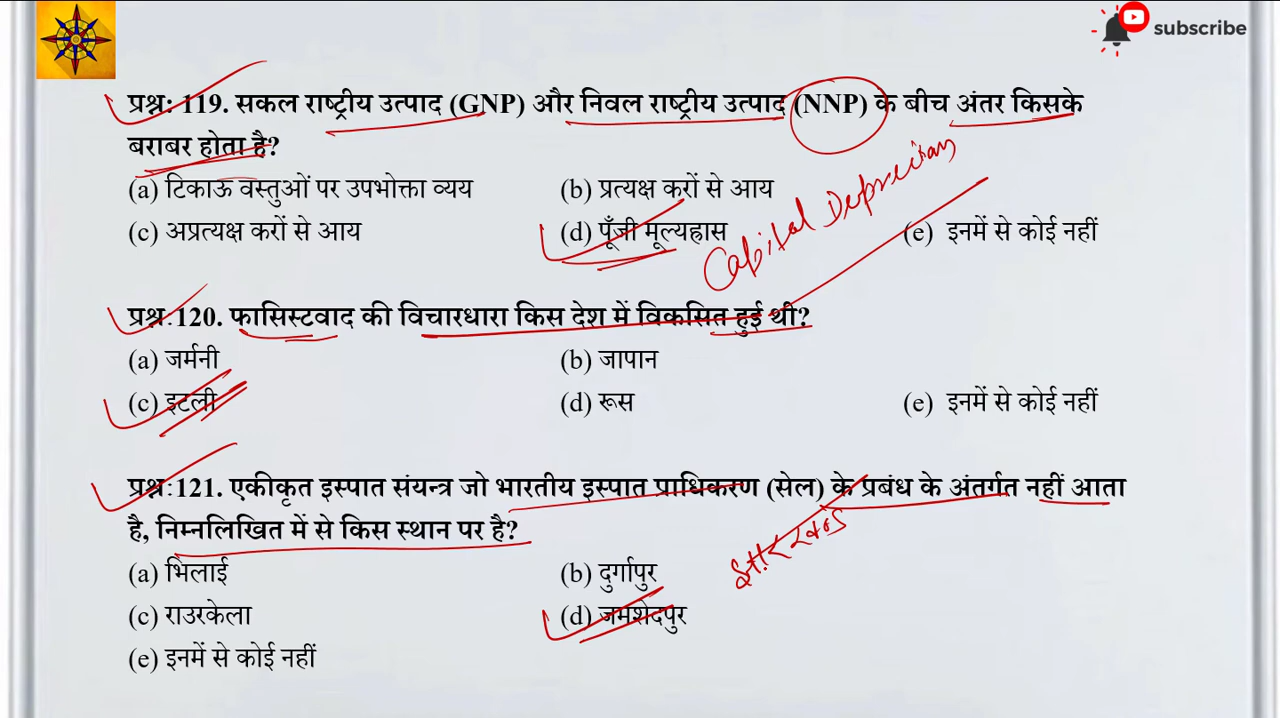 subscribe
प्रश्न: 119. सकल राष्ट्रीय उत्पाद (GNP) और निवल राष्ट्रीय उत्पाद (NNP) के बीच अंतर किसके
बराबर होता है?
(a) टिकाऊ वस्तुओं पर उपभोक्ता व्यय (b) प्रत्यक्ष करों से आय
(c) अप्रत्यक्ष करों से आय (d) पूँजी मूल्यह्रास (e) इनमें से कोई नहीं
Capital Depreciation
प्रश्न:120. फासिस्टवाद की विचारधारा किस देश में विकसित हुई थी?
(a) जर्मनी (b) जापान
(c) इटली (d) रूस (e) इनमें से कोई नहीं
प्रश्न:121. एकीकृत इस्पात संयन्त्र जो भारतीय इस्पात प्राधिकरण (सेल) के प्रबंध के अंतर्गत नहीं आता
है, निम्नलिखित में से किस स्थान पर है?
झारखण्ड
(a) भिलाई (b) दुर्गापुर
(c) राउरकेला (d) जमशेदपुर
(e) इनमें से कोई नहीं